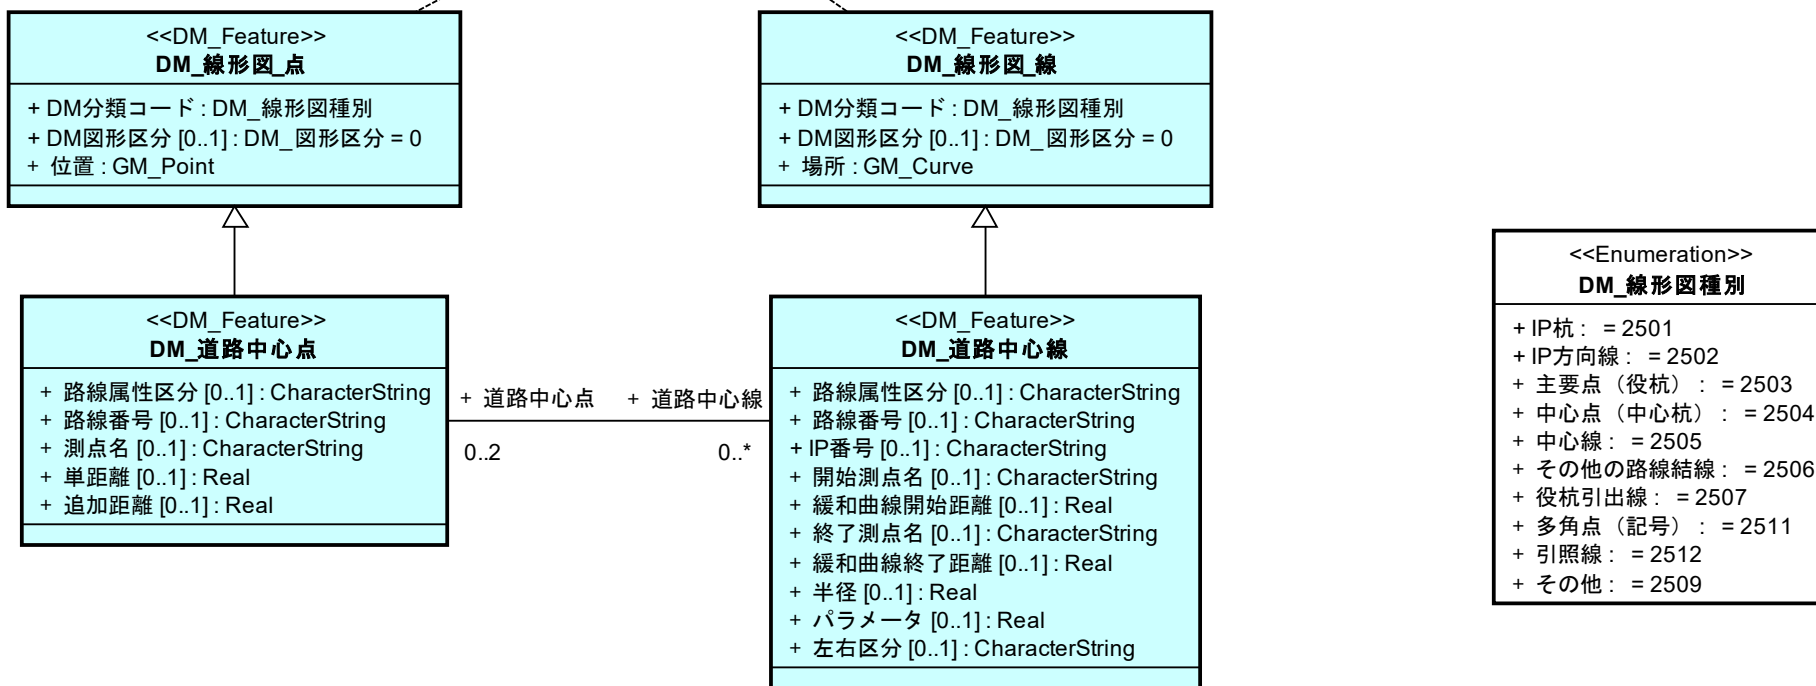 <<DM_Feature>>
DM_線形図_点
+ DM分類コード : DM_線形図種別
+ DM図形区分 [0..1] : DM_図形区分 = 0
+ 位置 : GM_Point
<<DM_Feature>>
DM_線形図_線
+ DM分類コード : DM_線形図種別
+ DM図形区分 [0..1] : DM_図形区分 = 0
+ 場所 : GM_Curve
<<DM_Feature>>
DM_道路中心点
+ 路線属性区分 [0..1] : CharacterString
+ 路線番号 [0..1] : CharacterString
+ 測点名 [0..1] : CharacterString
+ 単距離 [0..1] : Real
+ 追加距離 [0..1] : Real
+ 道路中心点
+ 道路中心線
0..2
0..*
<<DM_Feature>>
DM_道路中心線
+ 路線属性区分 [0..1] : CharacterString
+ 路線番号 [0..1] : CharacterString
+ IP番号 [0..1] : CharacterString
+ 開始測点名 [0..1] : CharacterString
+ 緩和曲線開始距離 [0..1] : Real
+ 終了測点名 [0..1] : CharacterString
+ 緩和曲線終了距離 [0..1] : Real
+ 半径 [0..1] : Real
+ パラメータ [0..1] : Real
+ 左右区分 [0..1] : CharacterString
<<Enumeration>>
DM_線形図種別
+ IP杭 : = 2501
+ IP方向線 : = 2502
+ 主要点（役杭） : = 2503
+ 中心点（中心杭） : = 2504
+ 中心線 : = 2505
+ その他の路線結線 : = 2506
+ 役杭引出線 : = 2507
+ 多角点（記号） : = 2511
+ 引照線 : = 2512
+ その他 : = 2509